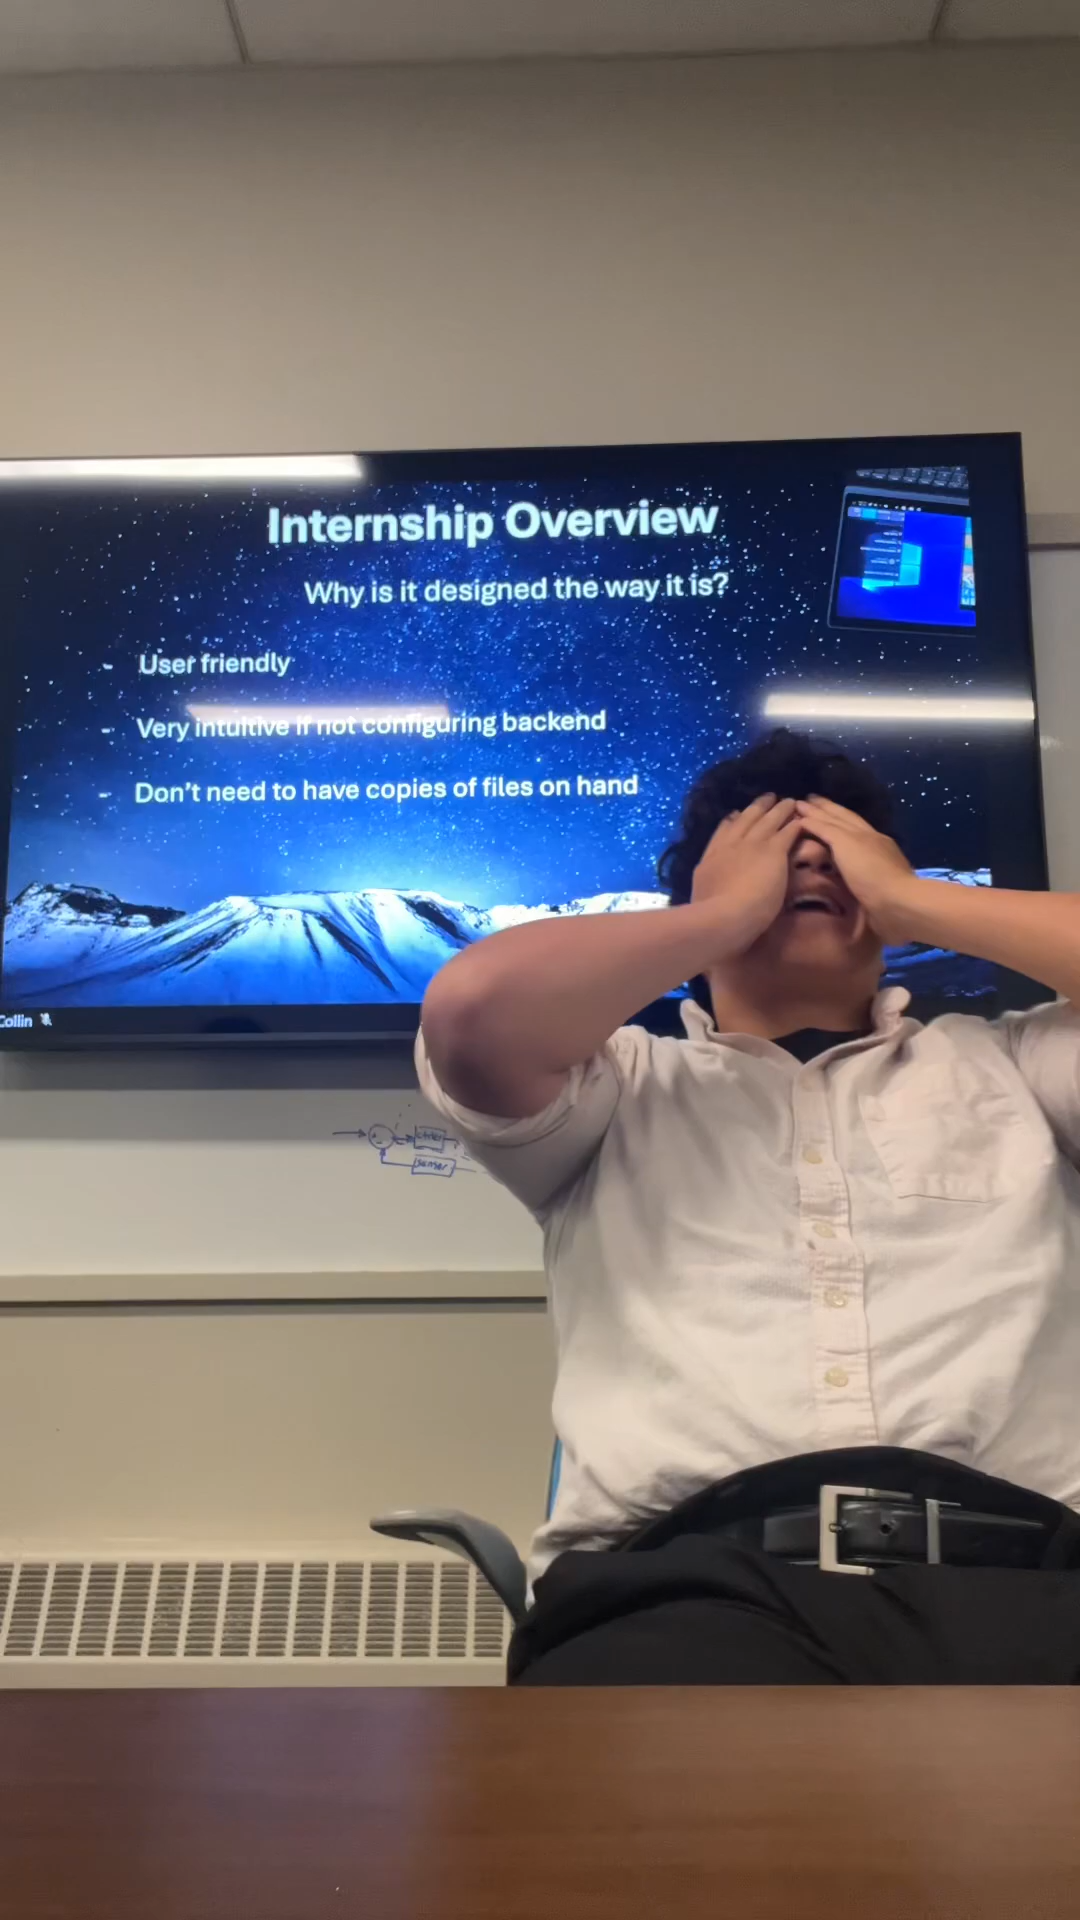 Internship Overview
Why is it designed the way it is?
- User friendly
- Very intuitive if not configuring backend
- Don't need to have copies of files on hand
Collin
sensor